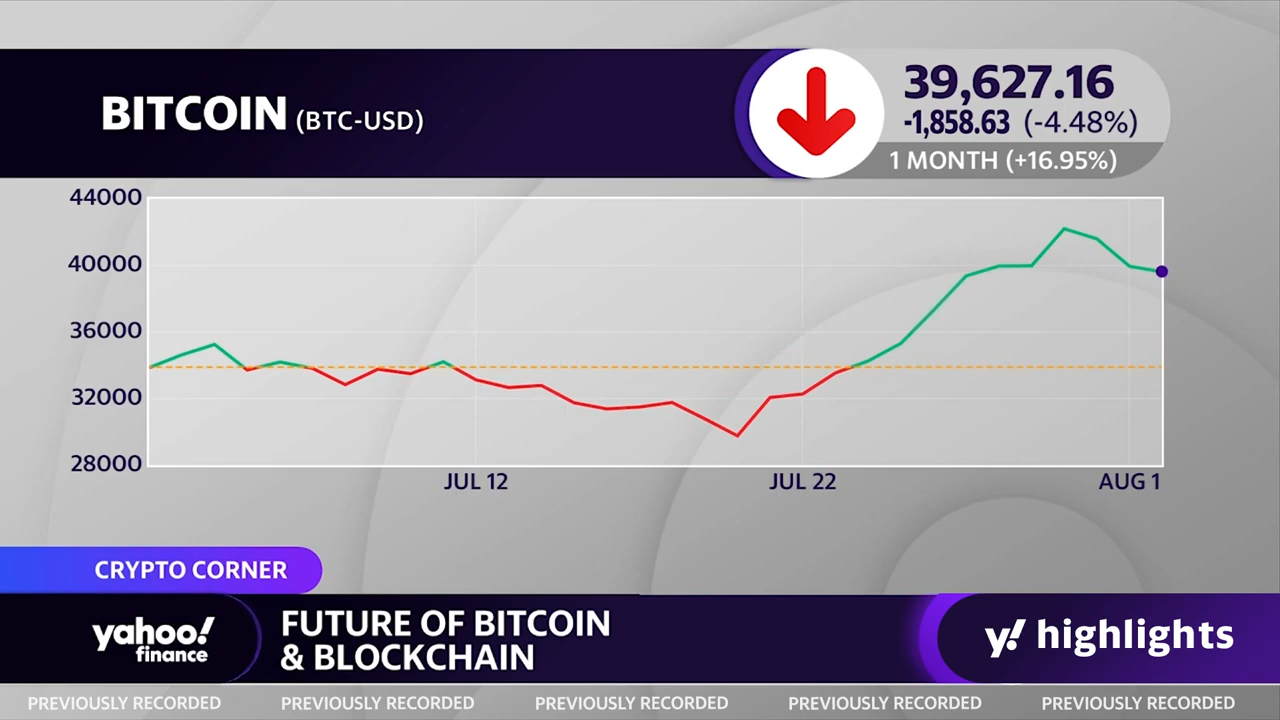 BITCOIN (BTC-USD)
39,627.16
-1,858.63 (-4.48%)
1 MONTH (+16.95%)
44000
40000
36000
32000
28000
JUL 12
JUL 22
AUG 1
CRYPTO CORNER
yahoo!
finance
FUTURE OF BITCOIN
& BLOCKCHAIN
y! highlights
PREVIOUSLY RECORDED PREVIOUSLY RECORDED PREVIOUSLY RECORDED PREVIOUSLY RECORDED PREVIOUSLY RECORDED